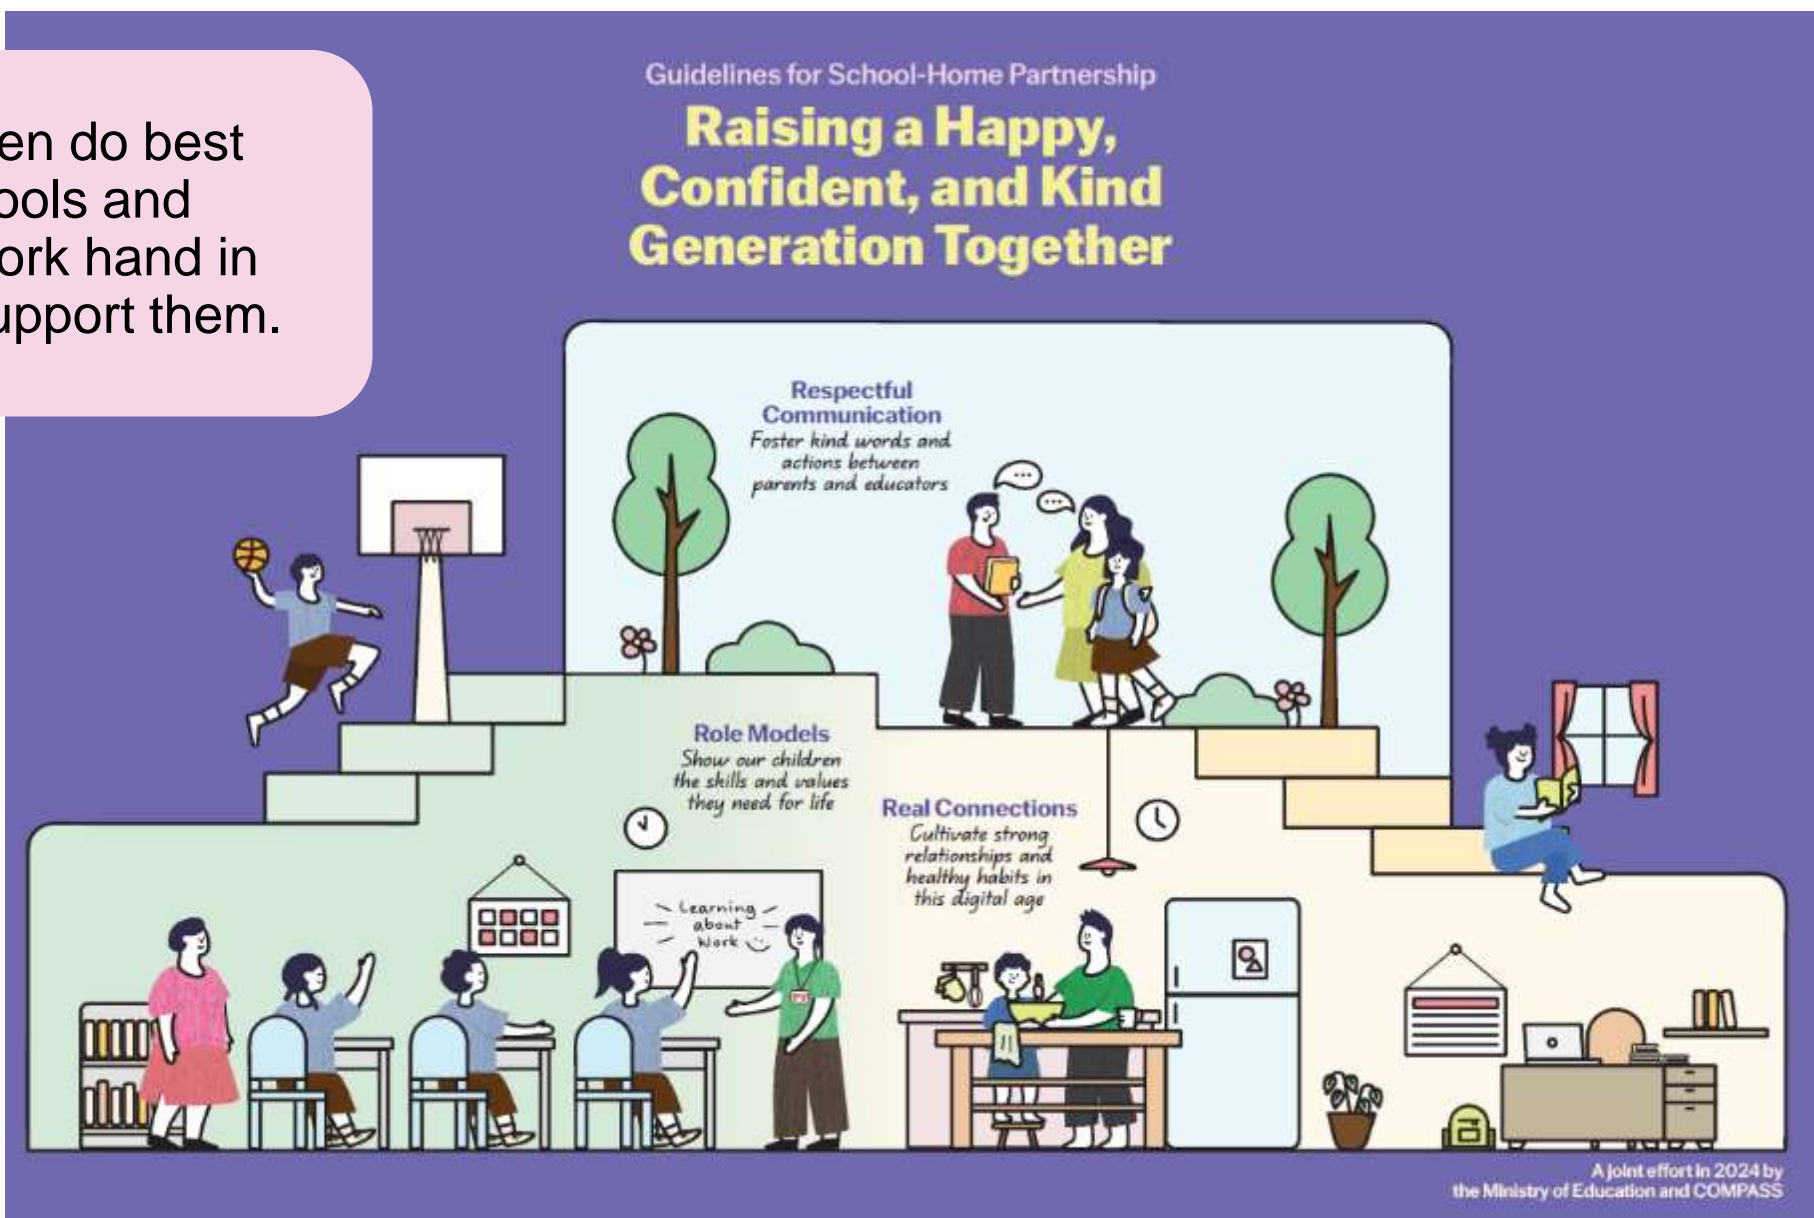 en do best
ools and
ork hand in
upport them.
Guidelines for School-Home Partnership
Raising a Happy,
Confident, and Kind
Generation Together
Respectful
Communication
Foster kind words and
actions between
parents and educators
Role Models
Show our children
the skills and values
they need for life
Real Connections
Cultivate strong
relationships and
healthy habits in
this digital age
Learning
about
Work
A joint effort in 2024 by
the Ministry of Education and COMPASS